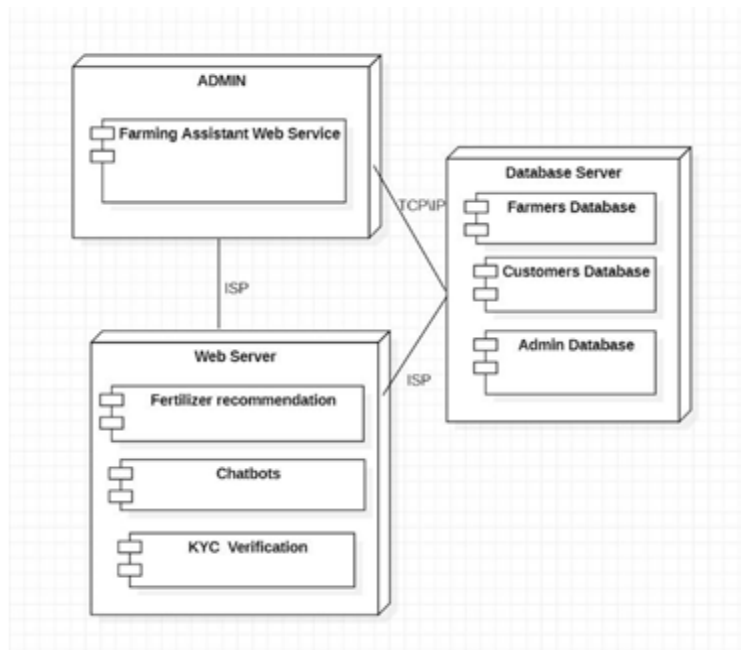 ADMIN
Farming Assistant Web Service
Database Server
TCP\IP
Farmers Database
Customers Database
ISP
Admin Database
Web Server
ISP
Fertilizer recommendation
Chatbots
KYC Verification